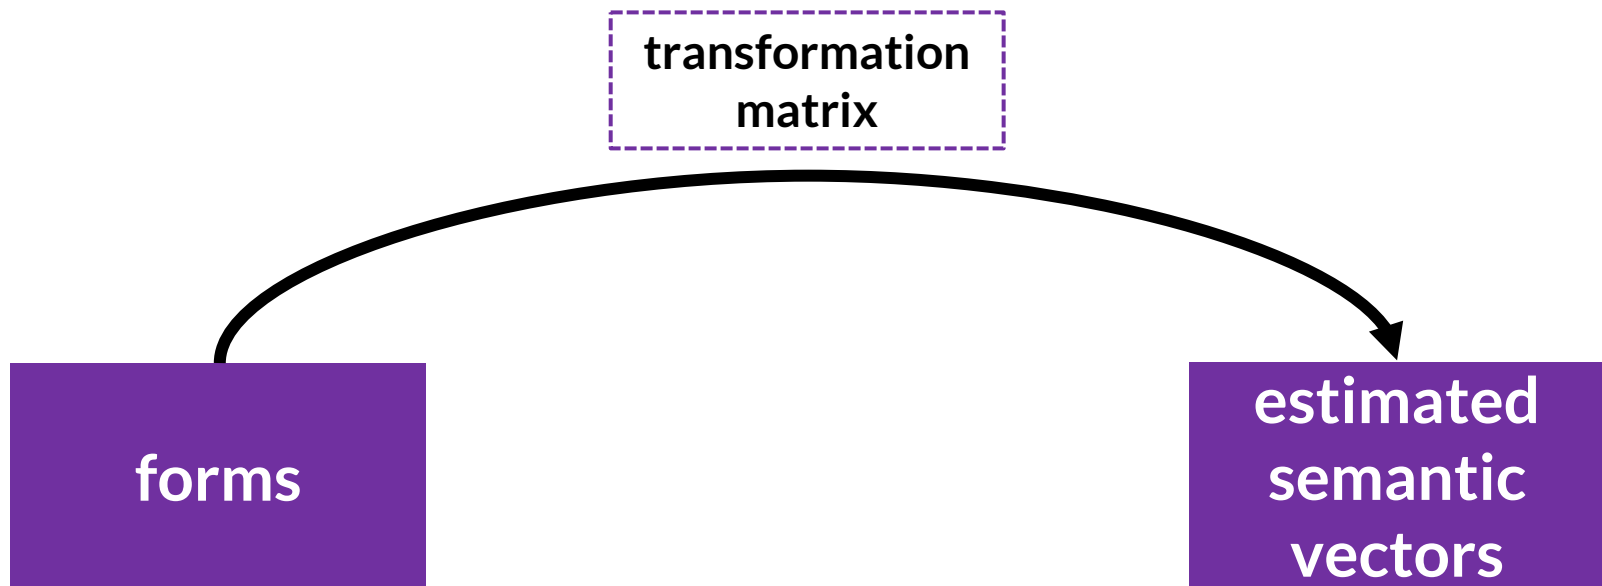 transformation
matrix
forms
estimated
semantic
vectors